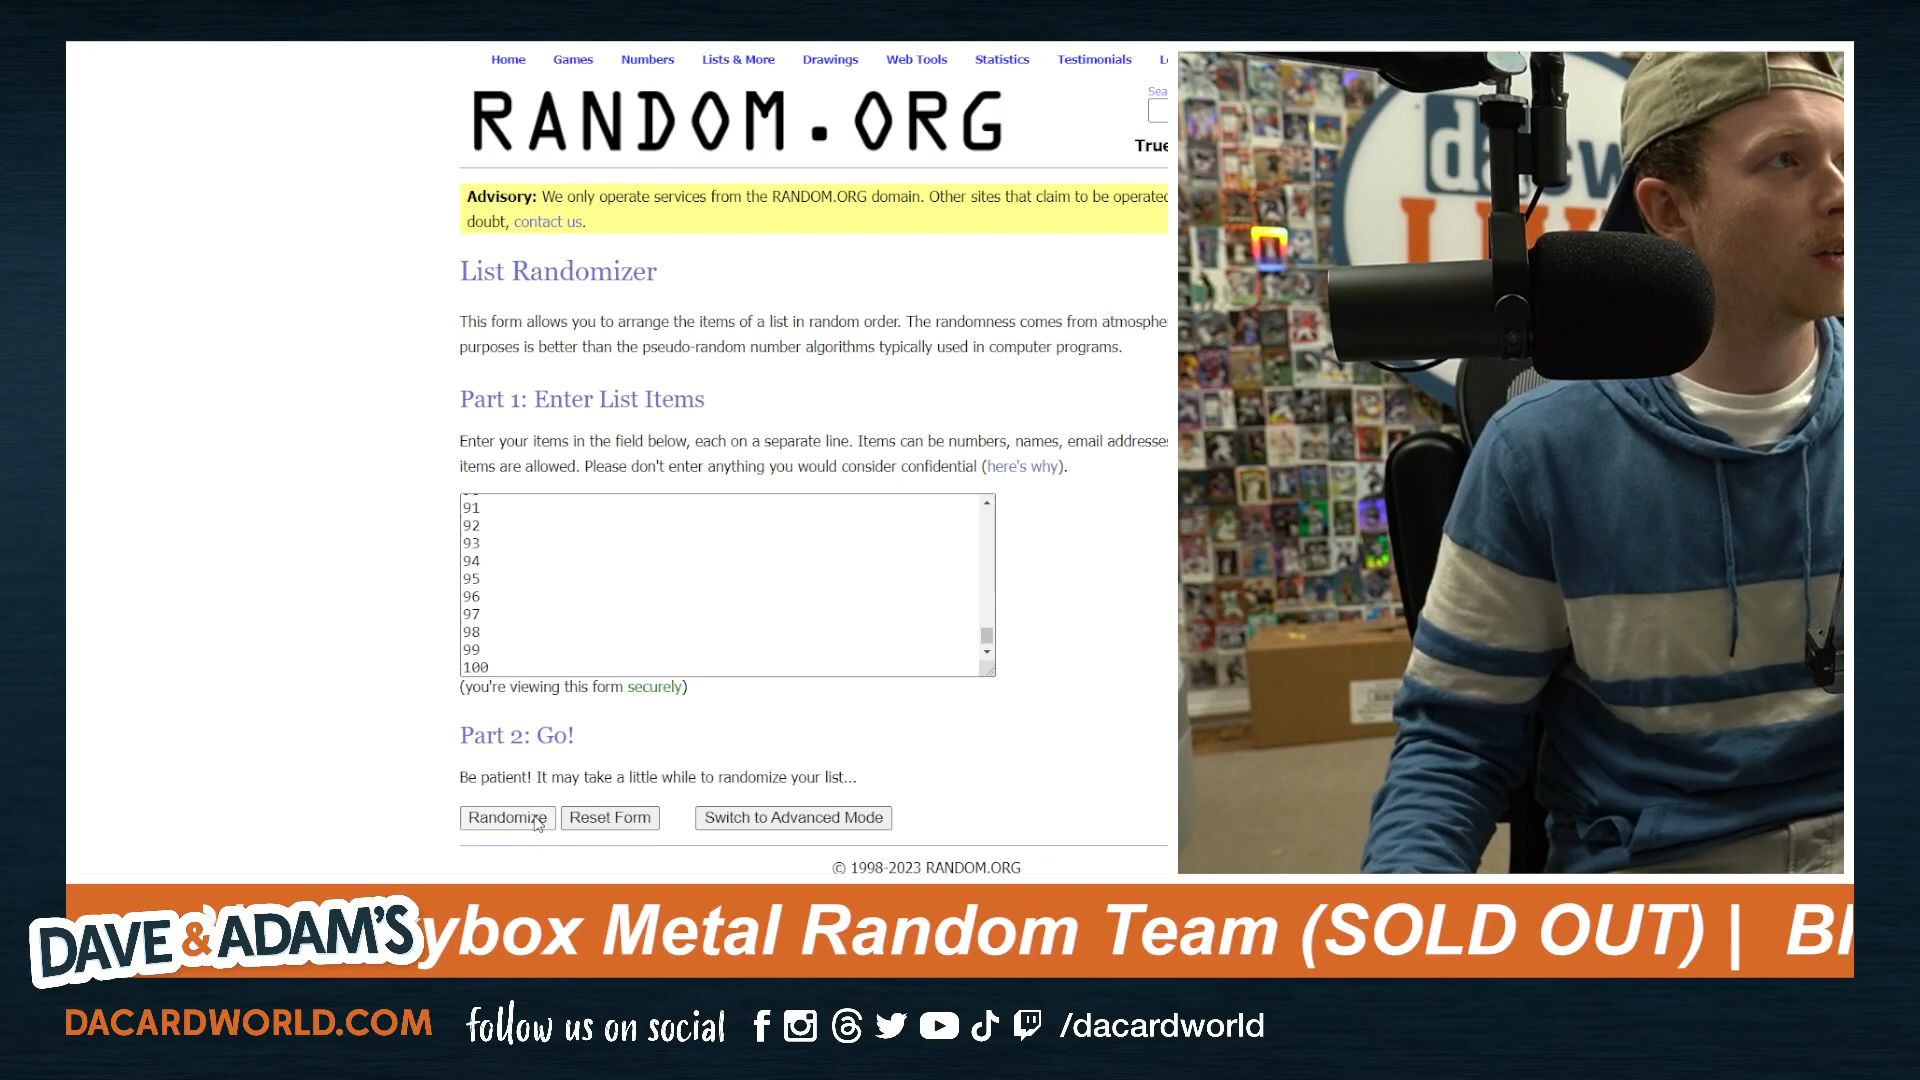 Home Games Numbers Lists & More Drawings Web Tools Statistics Testimonials
RANDOM.ORG
Sea
True
Advisory: We only operate services from the RANDOM.ORG domain. Other sites that claim to be operated
doubt, contact us.
List Randomizer
This form allows you to arrange the items of a list in random order. The randomness comes from atmosphe
purposes is better than the pseudo-random number algorithms typically used in computer programs.
Part 1: Enter List Items
Enter your items in the field below, each on a separate line. Items can be numbers, names, email addresses
items are allowed. Please don't enter anything you would consider confidential (here's why).
91
92
93
94
95
96
97
98
99
100
(you're viewing this form securely)
Part 2: Go!
Be patient! It may take a little while to randomize your list...
Randomize Reset Form Switch to Advanced Mode
© 1998-2023 RANDOM.ORG
dacw
DAVE & ADAM'S
ybox Metal Random Team (SOLD OUT) |
DACARDWORLD.COM follow us on social /dacardworld